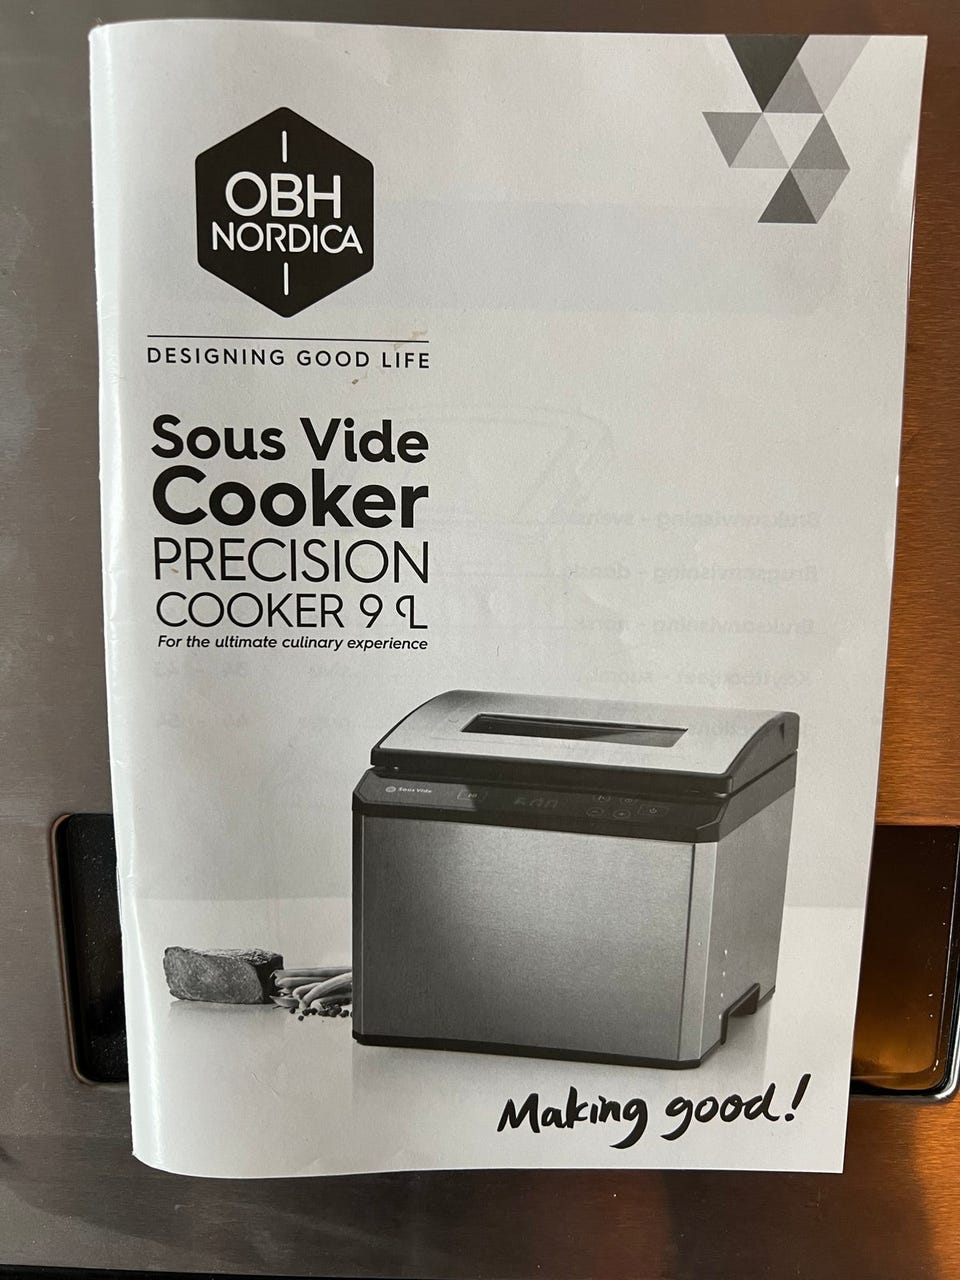 OBH
NORDICA
DESIGNING GOOD LIFE
Sous Vide
Cooker
PRECISION
COOKER 9 L
For the ultimate culinary experience
Sous Vide
Making good!